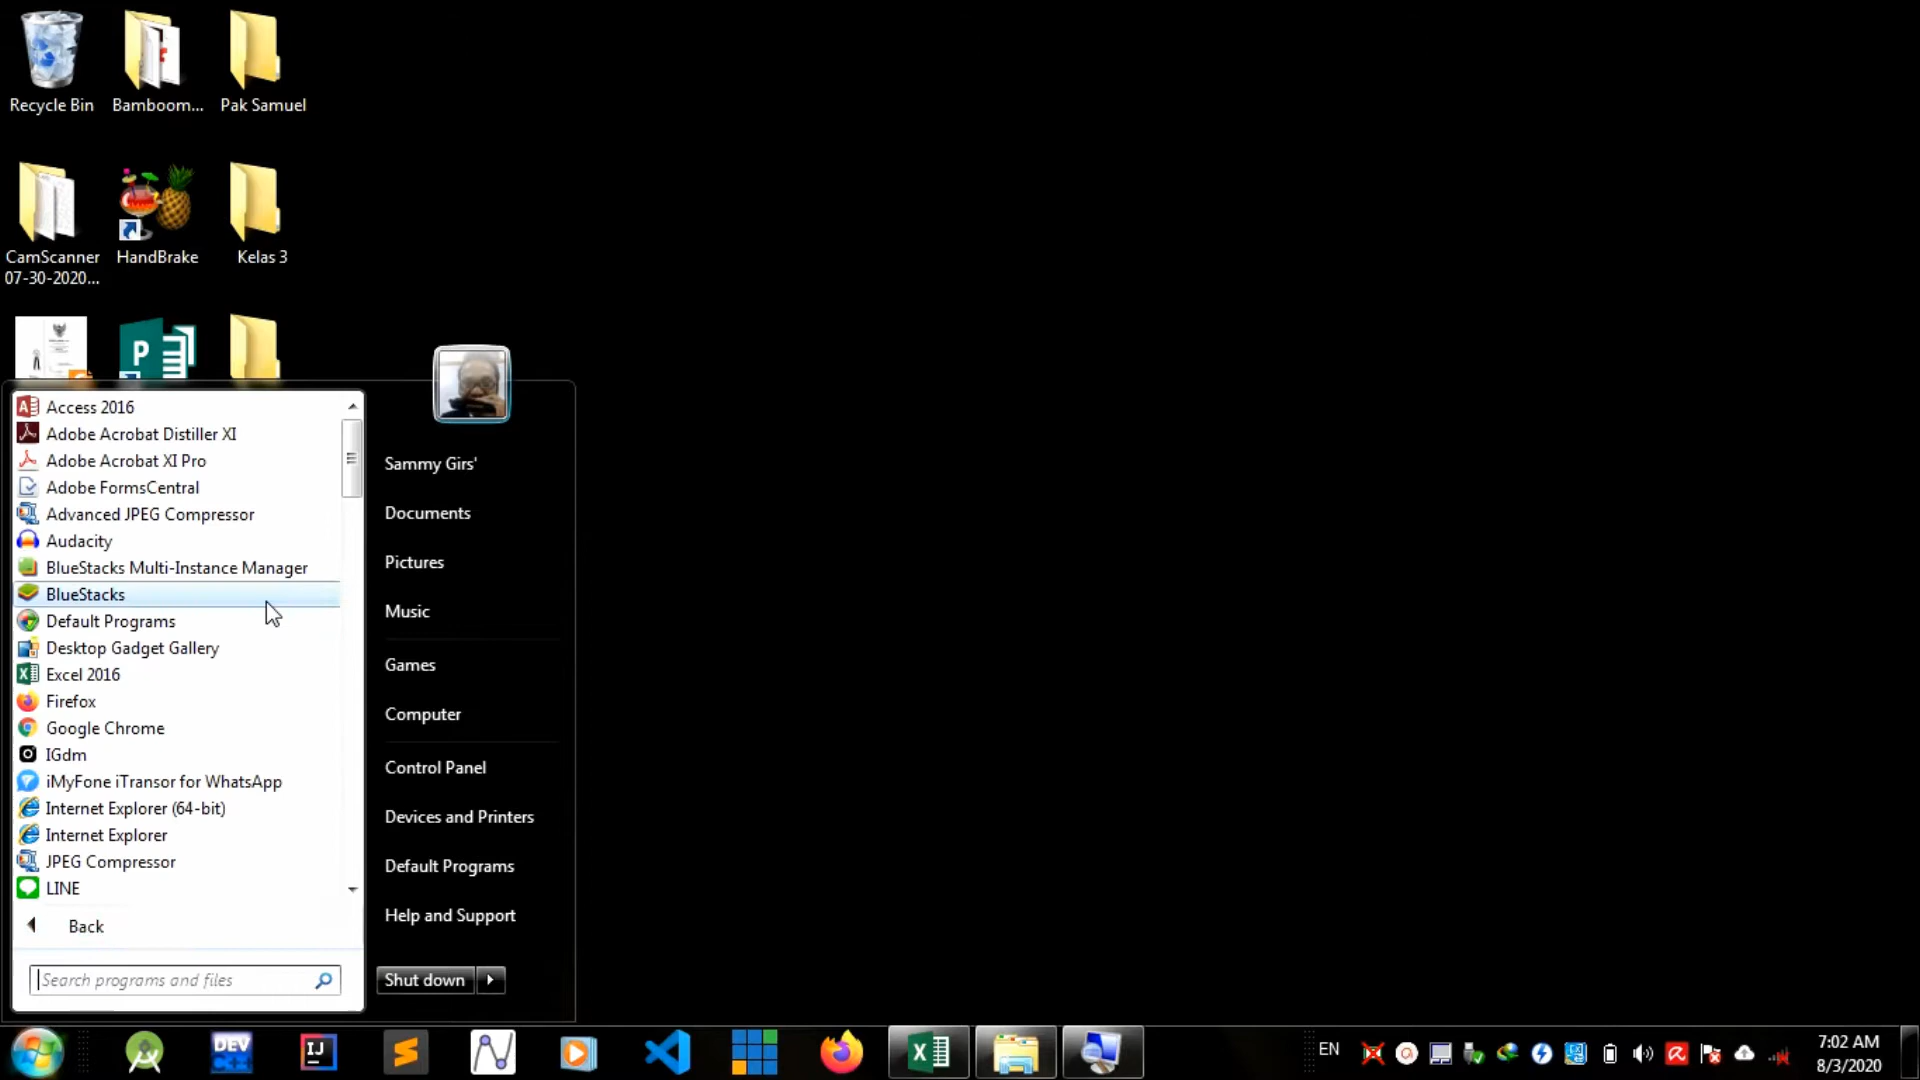 Recycle Bin
Bamboom...
Pak Samuel
CamScanner
07-30-2020...
HandBrake
Kelas 3
Access 2016
Adobe Acrobat Distiller XI
Adobe Acrobat XI Pro
Adobe FormsCentral
Advanced JPEG Compressor
Audacity
BlueStacks Multi-Instance Manager
BlueStacks
Default Programs
Desktop Gadget Gallery
Excel 2016
Firefox
Google Chrome
IGdm
iMyFone iTransor for WhatsApp
Internet Explorer (64-bit)
Internet Explorer
JPEG Compressor
LINE
Back
Search programs and files
Sammy Girs'
Documents
Pictures
Music
Games
Computer
Control Panel
Devices and Printers
Default Programs
Help and Support
Shut down
DEV
C++
IJ
EN
7:02 AM
8/3/2020